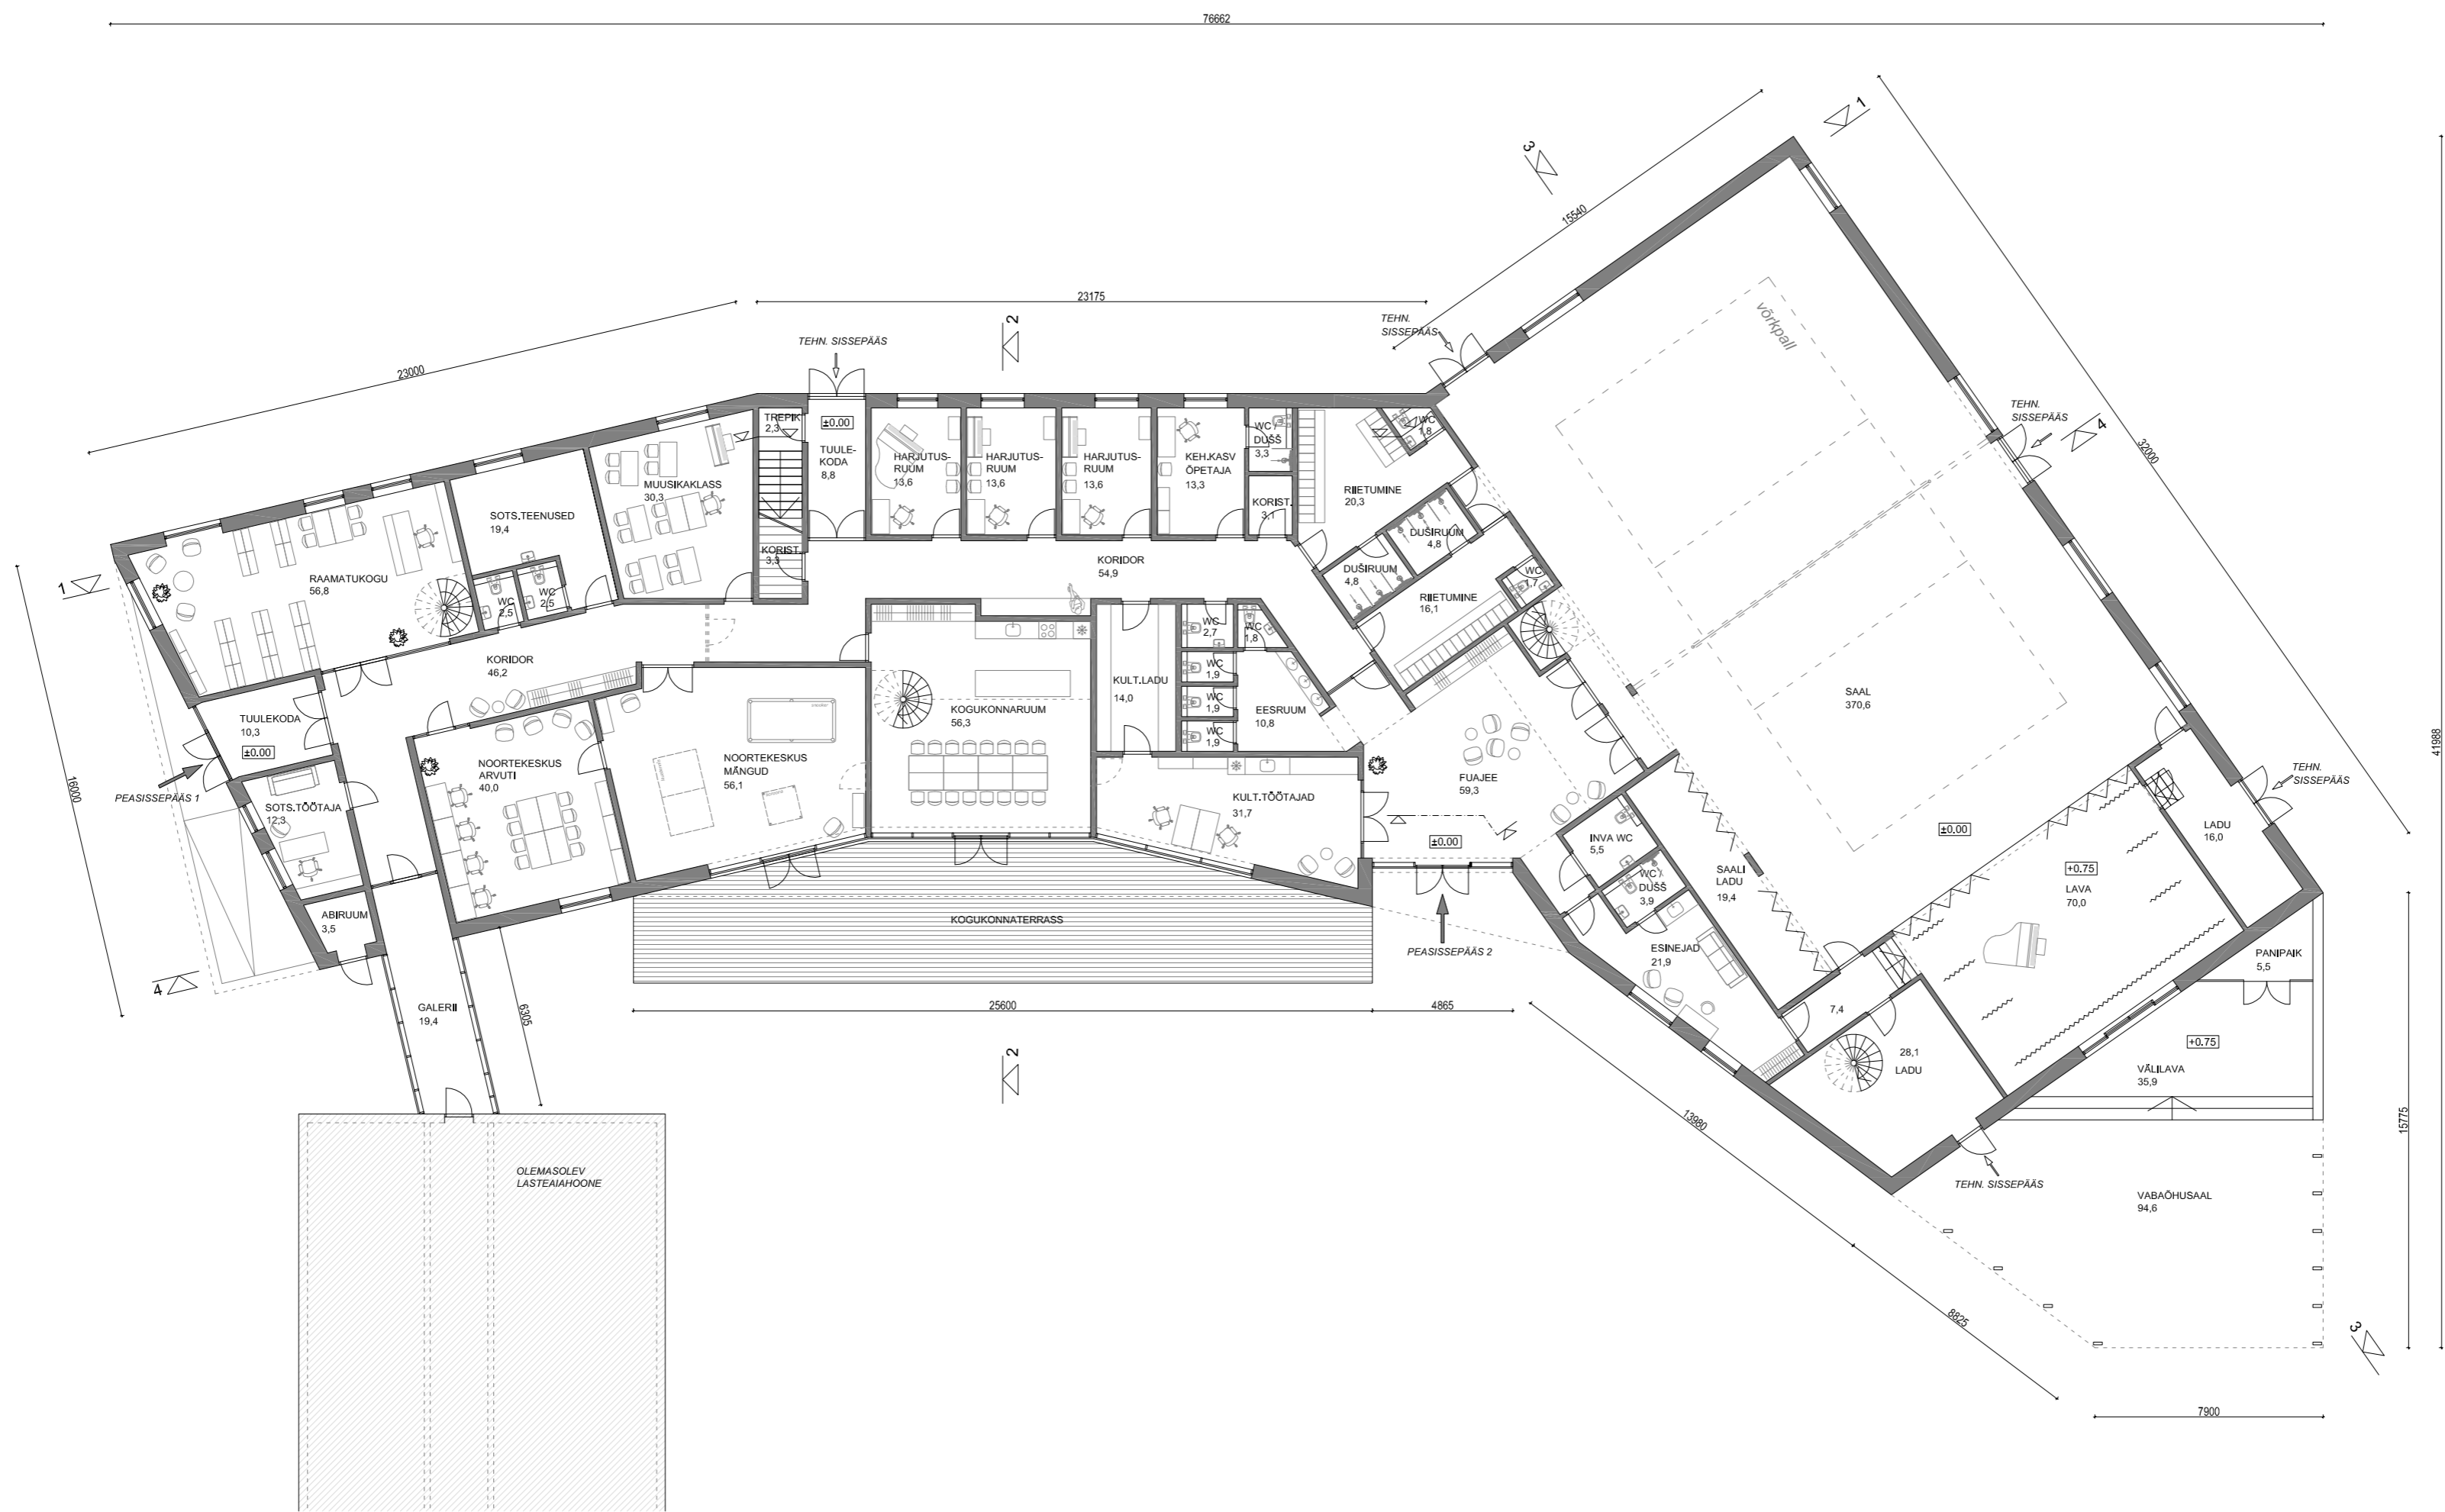 76662
1
3
15540
23175
2
TEHN.
SISSEPÄÄS
TEHN. SISSEPÄÄS
23000
võrkpall
TEHN.
SISSEPÄÄS
4
32000
41988
TREPIK
2,3
±0.00
TUULE-
KODA
8,8
HARJUTUS-
RUUM
13,6
HARJUTUS-
RUUM
13,6
HARJUTUS-
RUUM
13,6
KEH.KASV
ÕPETAJA
13,3
WC /
DUŠŠ
3,3
KORIST.
3,1
WC
1,8
RIIETUMINE
20,3
DUŠIRUUM
4,8
DUŠIRUUM
4,8
WC
1,7
RIIETUMINE
16,1
MUUSIKAKLASS
30,3
SOTS.TEENUSED
19,4
KORIST.
3,3
KORIDOR
54,9
1
RAAMATUKOGU
56,8
WC
2,5
WC
2,5
KORIDOR
46,2
16000
TUULEKODA
10,3
±0.00
PEASISSEPÄÄS 1
SOTS.TÖÖTAJA
12,3
NOORTEKESKUS
ARVUTI
40,0
NOORTEKESKUS
MÄNGUD
56,1
KOGUKONNARUUM
56,3
KULT.LADU
14,0
WC
2,7
WC
1,8
WC
1,9
WC
1,9
WC
1,9
EESRUUM
10,8
KULT.TÖÖTAJAD
31,7
FUAJEE
59,3
±0.00
SAAL
370,6
±0.00
TEHN.
SISSEPÄÄS
LADU
16,0
+0.75
LAVA
70,0
INVA WC
5,5
WC /
DUŠŠ
3,9
SAALI
LADU
19,4
ESINEJAD
21,9
ABIRUUM
3,5
KOGUKONNATERRASS
PEASISSEPÄÄS 2
PANIPAIK
5,5
4
GALERII
19,4
6305
25600
4865
7,4
28,1
LADU
+0.75
VÄLILAVA
35,9
2
13980
15775
OLEMASOLEV
LASTEAIAHOONE
TEHN. SISSEPÄÄS
VABAÕHUSAAL
94,6
8825
3
7900